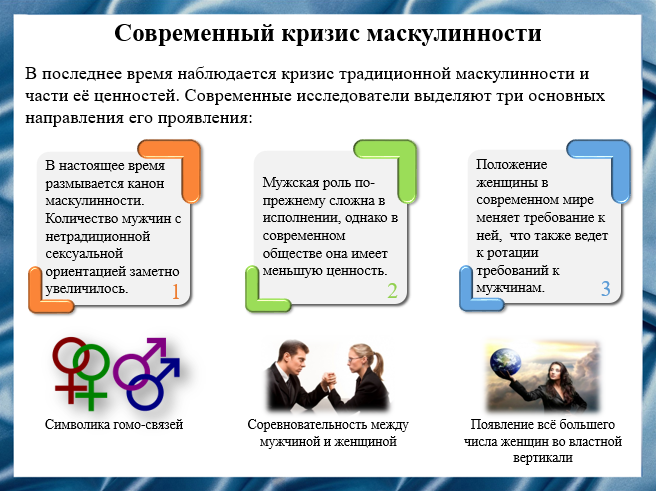 Современный кризис маскулинности
В последнее время наблюдается кризис традиционной маскулинности и
части её ценностей. Современные исследователи выделяют три основных
направления его проявления:
В настоящее время
размывается канон
маскулинности.
Количество мужчин с
нетрадиционной
сексуальной
ориентацией заметно
увеличилось.
1
Мужская роль по-
прежнему сложна в
исполнении, однако в
современном
обществе она имеет
меньшую ценность.
2
Положение
женщины в
современном мире
меняет требование к
ней, что также ведет
к ротации
требований к
мужчинам.
3
Символика гомо-связей
Соревновательность между
мужчиной и женщиной
Появление всё большего
числа женщин во властной
вертикали